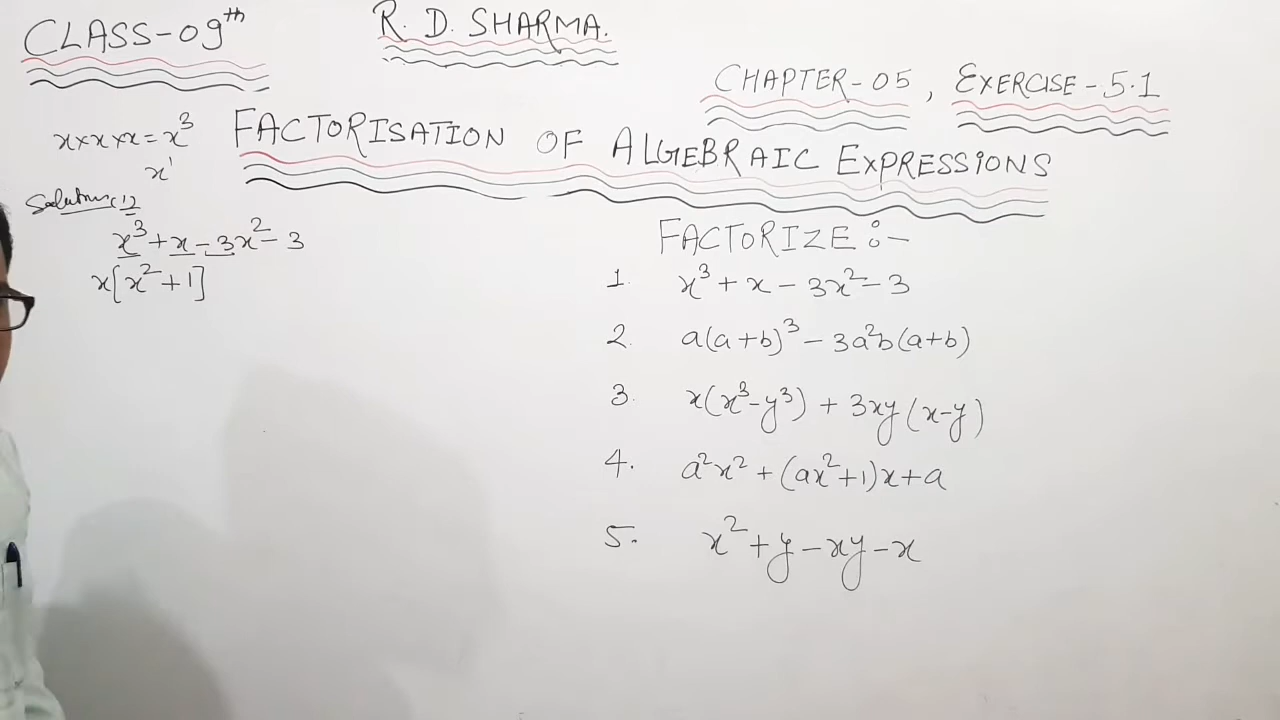 CLASS-09th
R. D. SHARMA.
CHAPTER-05, EXERCISE-5.1
FACTORISATION OF ALGEBRAIC EXPRESSIONS
x×x×x=x³
x¹
Solution(1)
x³+x-3x²-3
x[x²+1]
FACTORIZE:-
1. x³+x-3x²-3
2. a(a+b)³-3a²b(a+b)
3. x(x³-y³)+3xy(x-y)
4. a²x²+(ax²+1)x+a
5. x²+y-xy-x